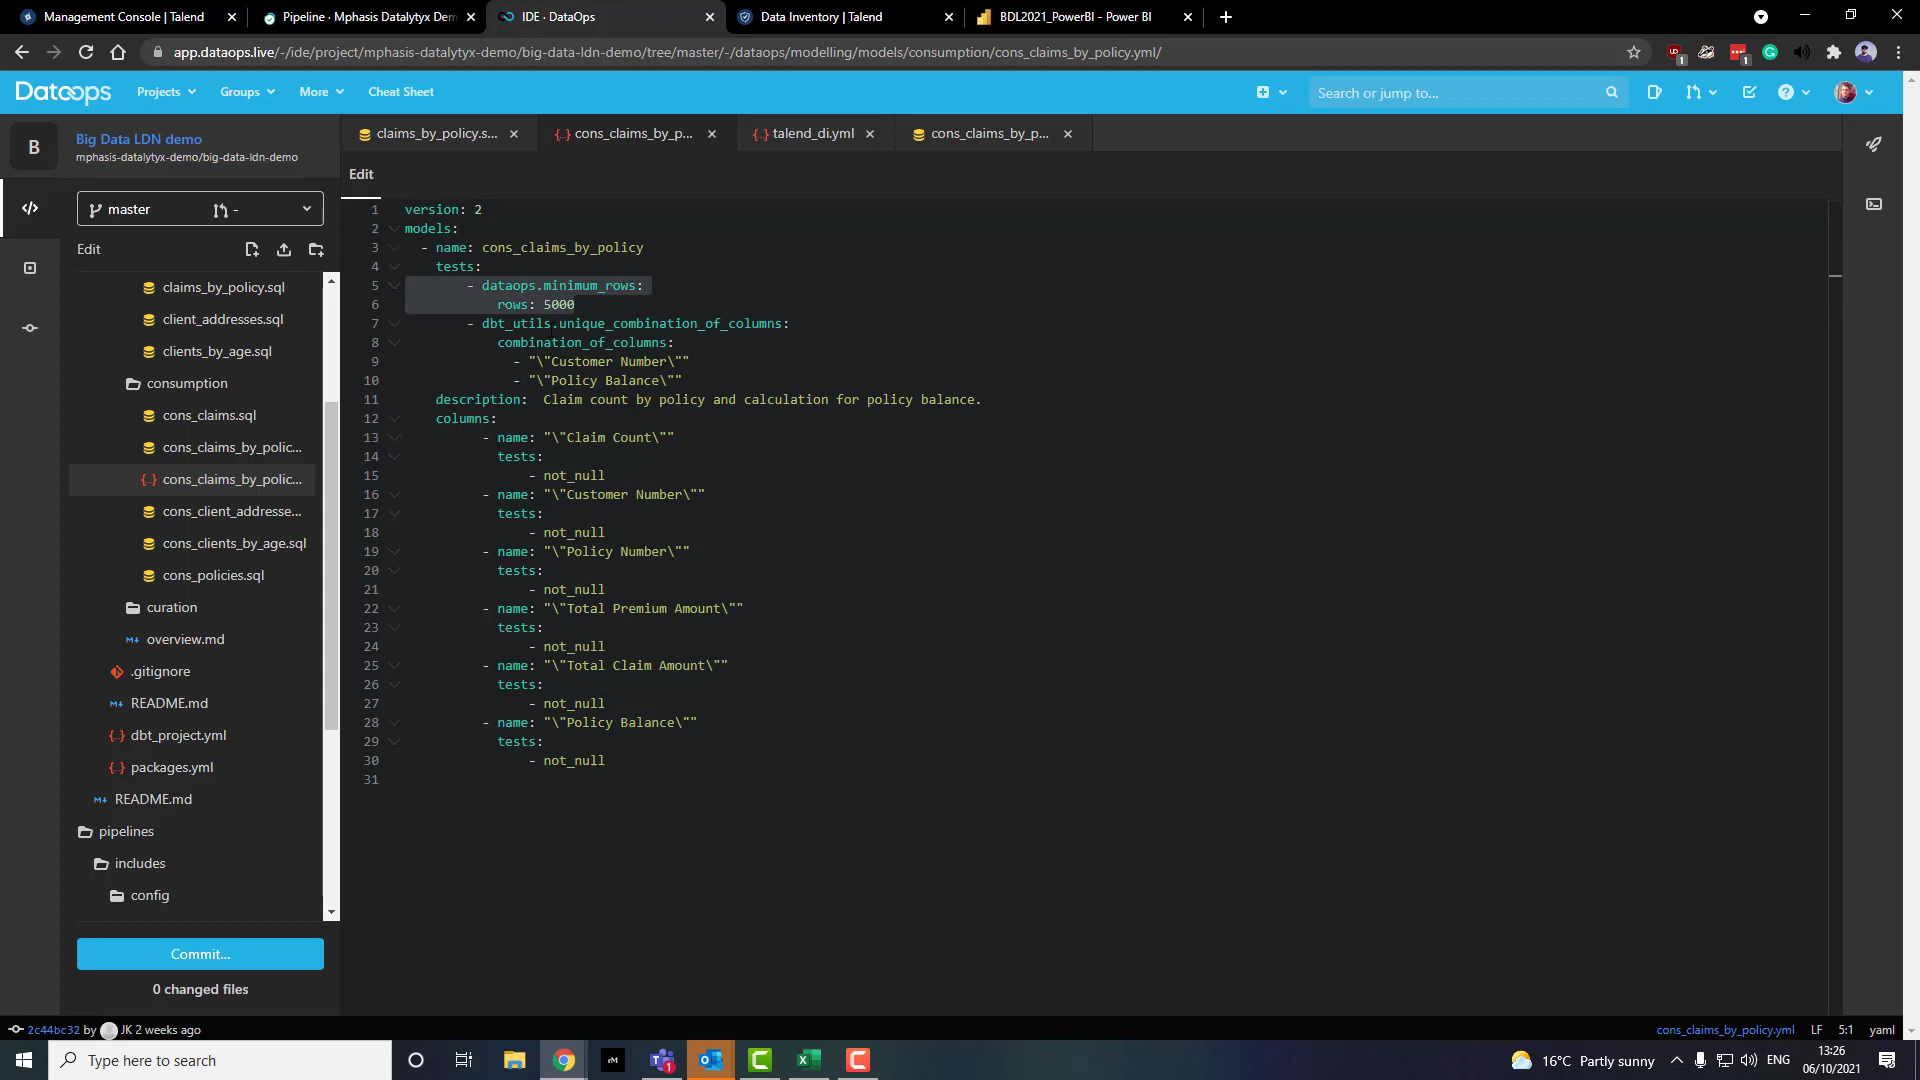 Management Console | Talend
Pipeline · Mphasis Datalytyx Dem
IDE · DataOps
Data Inventory | Talend
BDL2021_PowerBI - Power BI
app.dataops.live/-/ide/project/mphasis-datalytyx-demo/big-data-ldn-demo/tree/master/-/dataops/modelling/models/consumption/cons_claims_by_policy.yml/
DataOps Projects Groups More Cheat Sheet Search or jump to...
B
Big Data LDN demo
mphasis-datalytyx-demo/big-data-ldn-demo
claims_by_policy.s...
cons_claims_by_p...
talend_di.yml
cons_claims_by_p...
master -
Edit
claims_by_policy.sql
client_addresses.sql
clients_by_age.sql
consumption
cons_claims.sql
cons_claims_by_polic...
cons_claims_by_polic...
cons_client_addresse...
cons_clients_by_age.sql
cons_policies.sql
curation
overview.md
.gitignore
README.md
dbt_project.yml
packages.yml
README.md
pipelines
includes
config
Commit...
0 changed files
Edit
1 version: 2
2 models:
3 - name: cons_claims_by_policy
4 tests:
5 - dataops.minimum_rows:
6 rows: 5000
7 - dbt_utils.unique_combination_of_columns:
8 combination_of_columns:
9 - "\"Customer Number\""
10 - "\"Policy Balance\""
11 description: Claim count by policy and calculation for policy balance.
12 columns:
13 - name: "\"Claim Count\""
14 tests:
15 - not_null
16 - name: "\"Customer Number\""
17 tests:
18 - not_null
19 - name: "\"Policy Number\""
20 tests:
21 - not_null
22 - name: "\"Total Premium Amount\""
23 tests:
24 - not_null
25 - name: "\"Total Claim Amount\""
26 tests:
27 - not_null
28 - name: "\"Policy Balance\""
29 tests:
30 - not_null
31
2c44bc32 by JK 2 weeks ago
cons_claims_by_policy.yml LF 5:1 yaml
Type here to search
16°C Partly sunny
ENG
13:26
06/10/2021